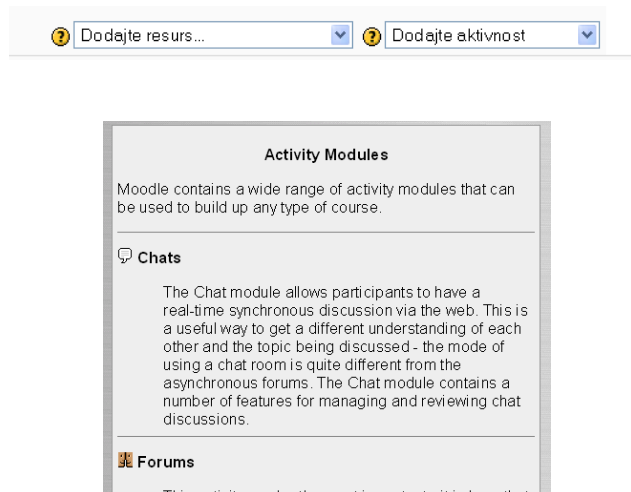 ? Dodajte resurs... ? Dodajte aktivnost
Activity Modules
Moodle contains a wide range of activity modules that can
be used to build up any type of course.
Chats
The Chat module allows participants to have a
real-time synchronous discussion via the web. This is
a useful way to get a different understanding of each
other and the topic being discussed - the mode of
using a chat room is quite different from the
asynchronous forums. The Chat module contains a
number of features for managing and reviewing chat
discussions.
Forums